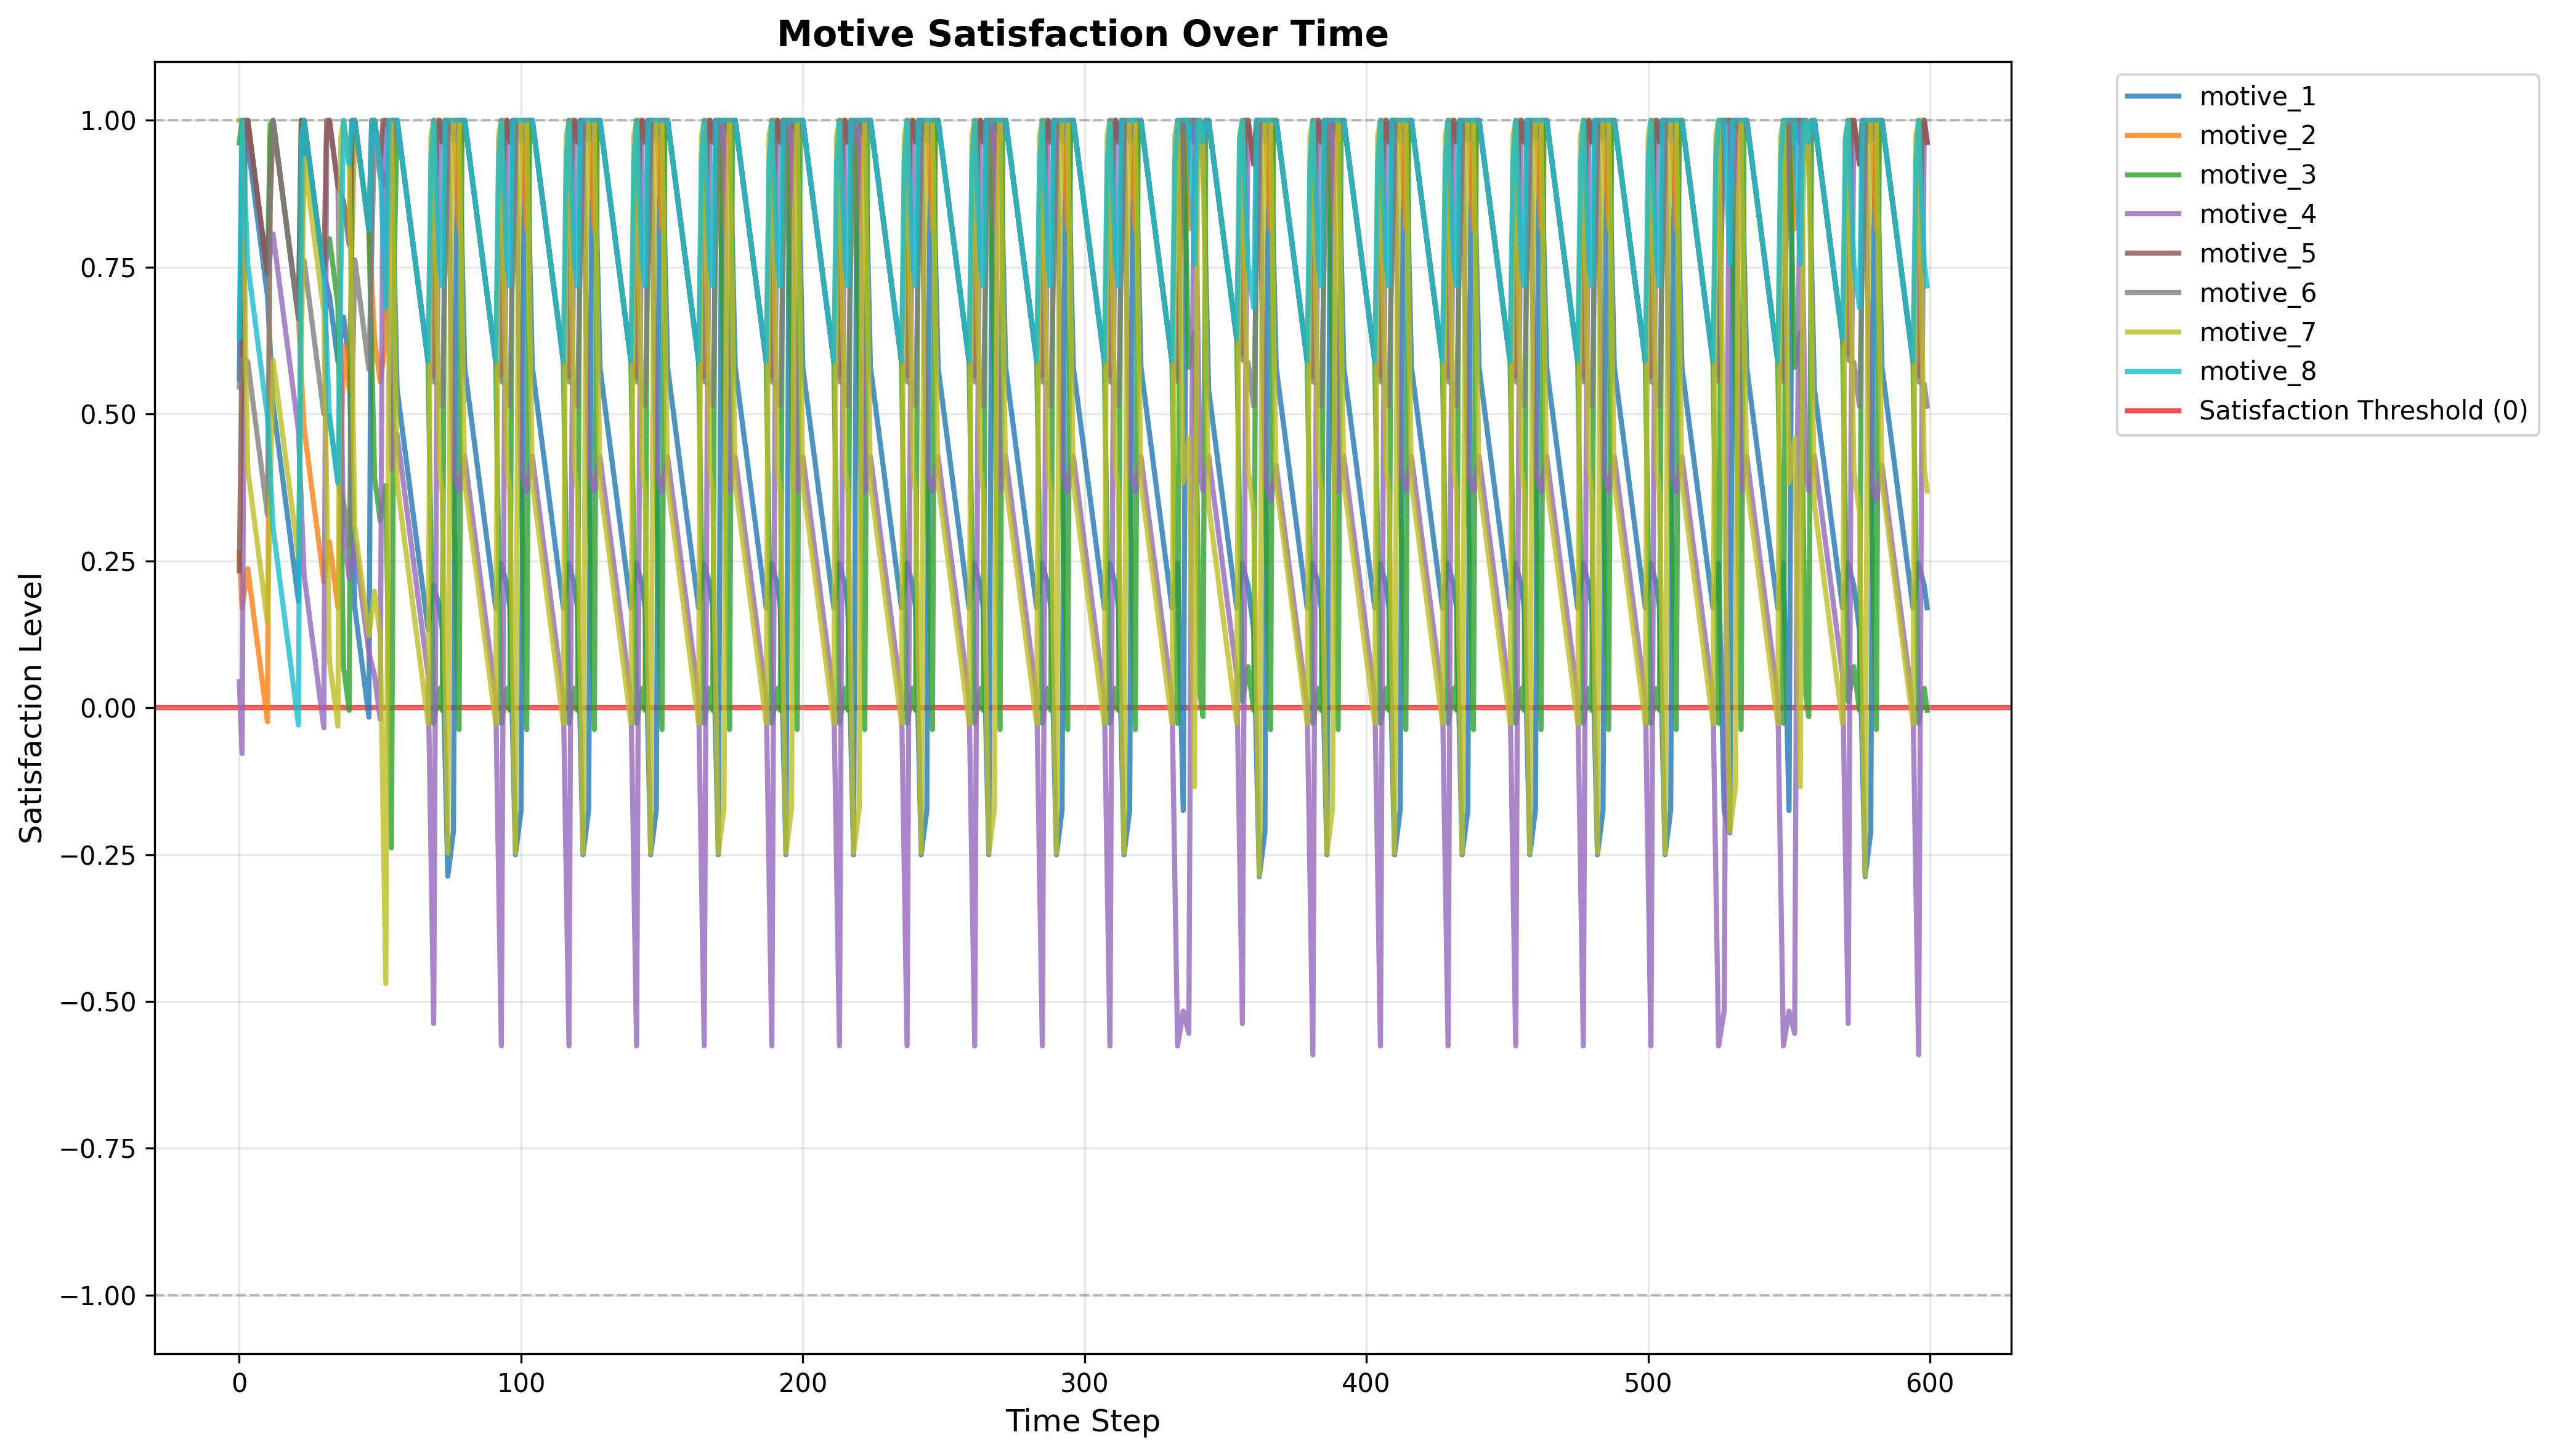 Motive Satisfaction Over Time
Satisfaction Level
1.00
0.75
0.50
0.25
0.00
−0.25
−0.50
−0.75
−1.00
0
100
200
300
400
500
600
Time Step
motive_1
motive_2
motive_3
motive_4
motive_5
motive_6
motive_7
motive_8
Satisfaction Threshold (0)